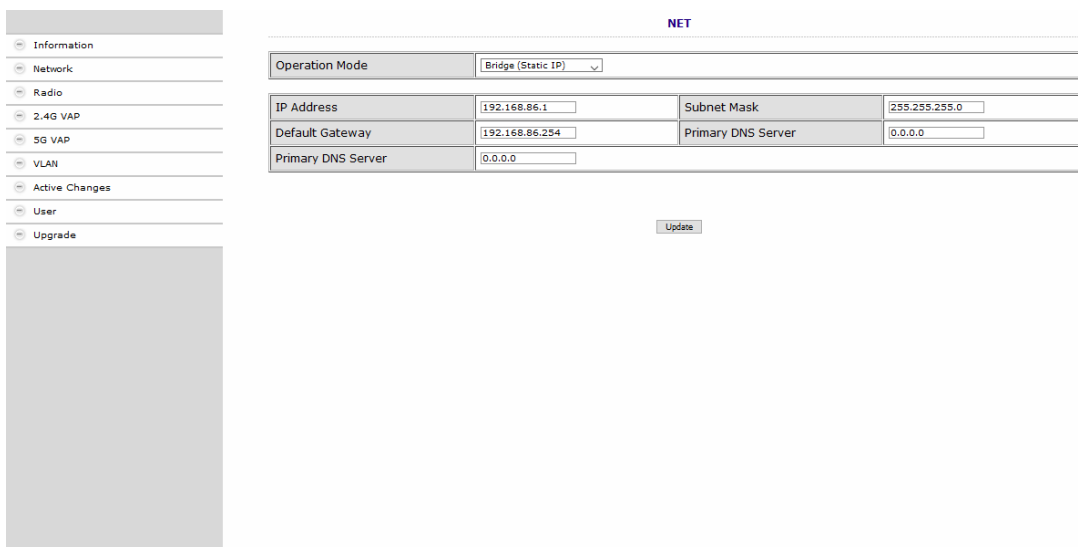 NET
Information
Network
Radio
2.4G VAP
5G VAP
VLAN
Active Changes
User
Upgrade
Operation Mode Bridge (Static IP)
IP Address 192.168.86.1 Subnet Mask 255.255.255.0
Default Gateway 192.168.86.254 Primary DNS Server 0.0.0.0
Primary DNS Server 0.0.0.0
Update